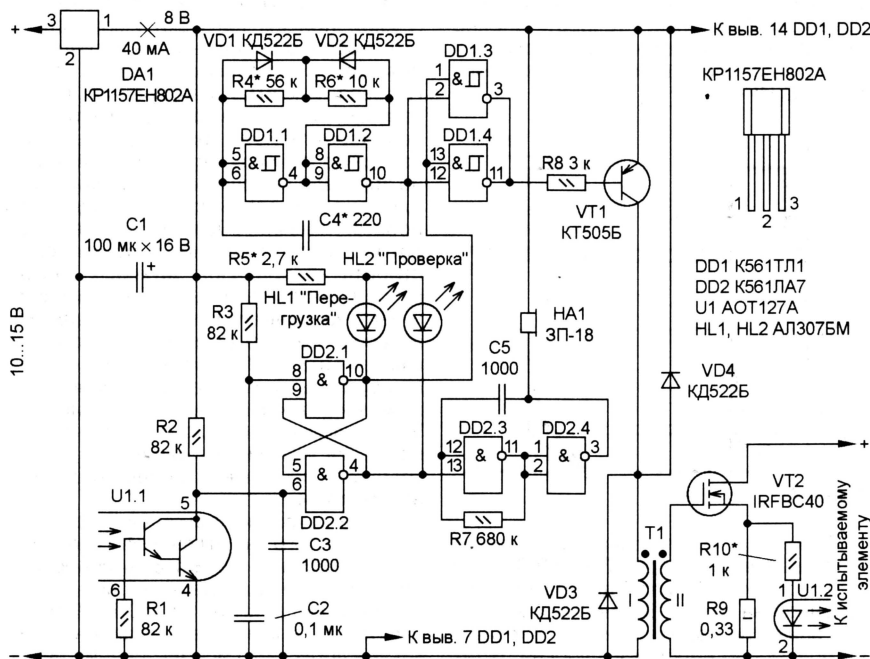 +
3
1
8 В
2
40 мА
DA1
КР1157ЕН802А
VD1 КД522Б
VD2 КД522Б
R4* 56 к
R6* 10 к
DD1.1
5
6
&
4
DD1.2
8
9
&
10
DD1.3
1
2
&
3
DD1.4
13
12
&
11
C4* 220
R8 3 к
VT1
КТ505Б
К выв. 14 DD1, DD2
КР1157ЕН802А
1
2
3
DD1 К561ТЛ1
DD2 К561ЛА7
U1 АОТ127А
HL1, HL2 АЛ307БМ
C1
100 мк × 16 В
+
10...15 В
R5* 2,7 к
HL2 "Проверка"
HL1 "Пере-
грузка"
R3
82 к
DD2.1
8
9
&
10
DD2.2
5
6
&
4
R2
82 к
C5
1000
HA1
ЗП-18
DD2.3
12
13
&
11
DD2.4
1
2
&
3
R7 680 к
VD4
КД522Б
VT2
IRFBC40
+
К испытываемому
элементу
U1.1
5
6
4
R1
82 к
C3
1000
C2
0,1 мк
VD3
КД522Б
T1
I
II
R10*
1 к
R9
0,33
U1.2
1
2
К выв. 7 DD1, DD2
−
−